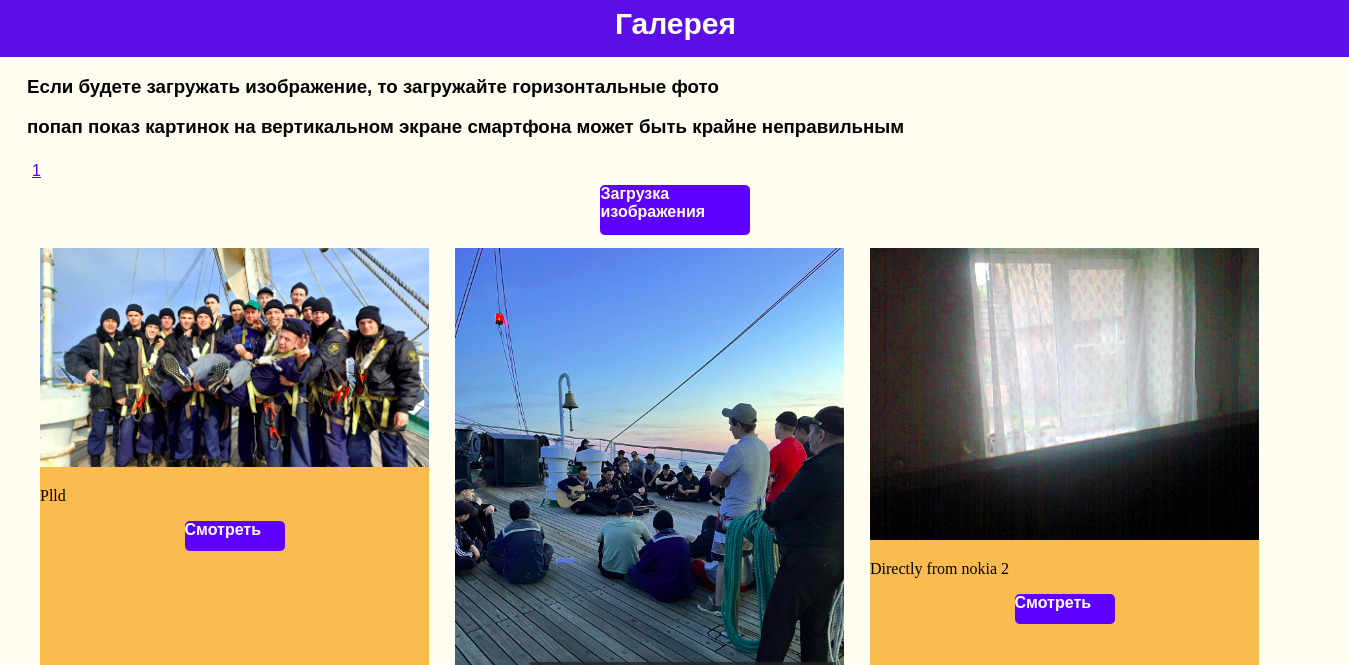 Галерея
Если будете загружать изображение, то загружайте горизонтальные фото
попап показ картинок на вертикальном экране смартфона может быть крайне неправильным
1
Загрузка
изображения
Plld
Смотреть
Directly from nokia 2
Смотреть